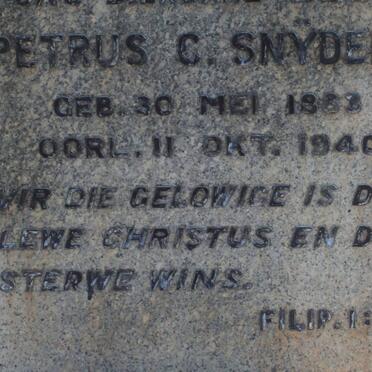 PETRUS C. SNYDE
GEB. 30 MEI 1883
OORL. 11 OKT. 1940
VIR DIE GELOWIGE IS D
LEWE CHRISTUS EN D
STERWE WINS.
FILIP. 1: